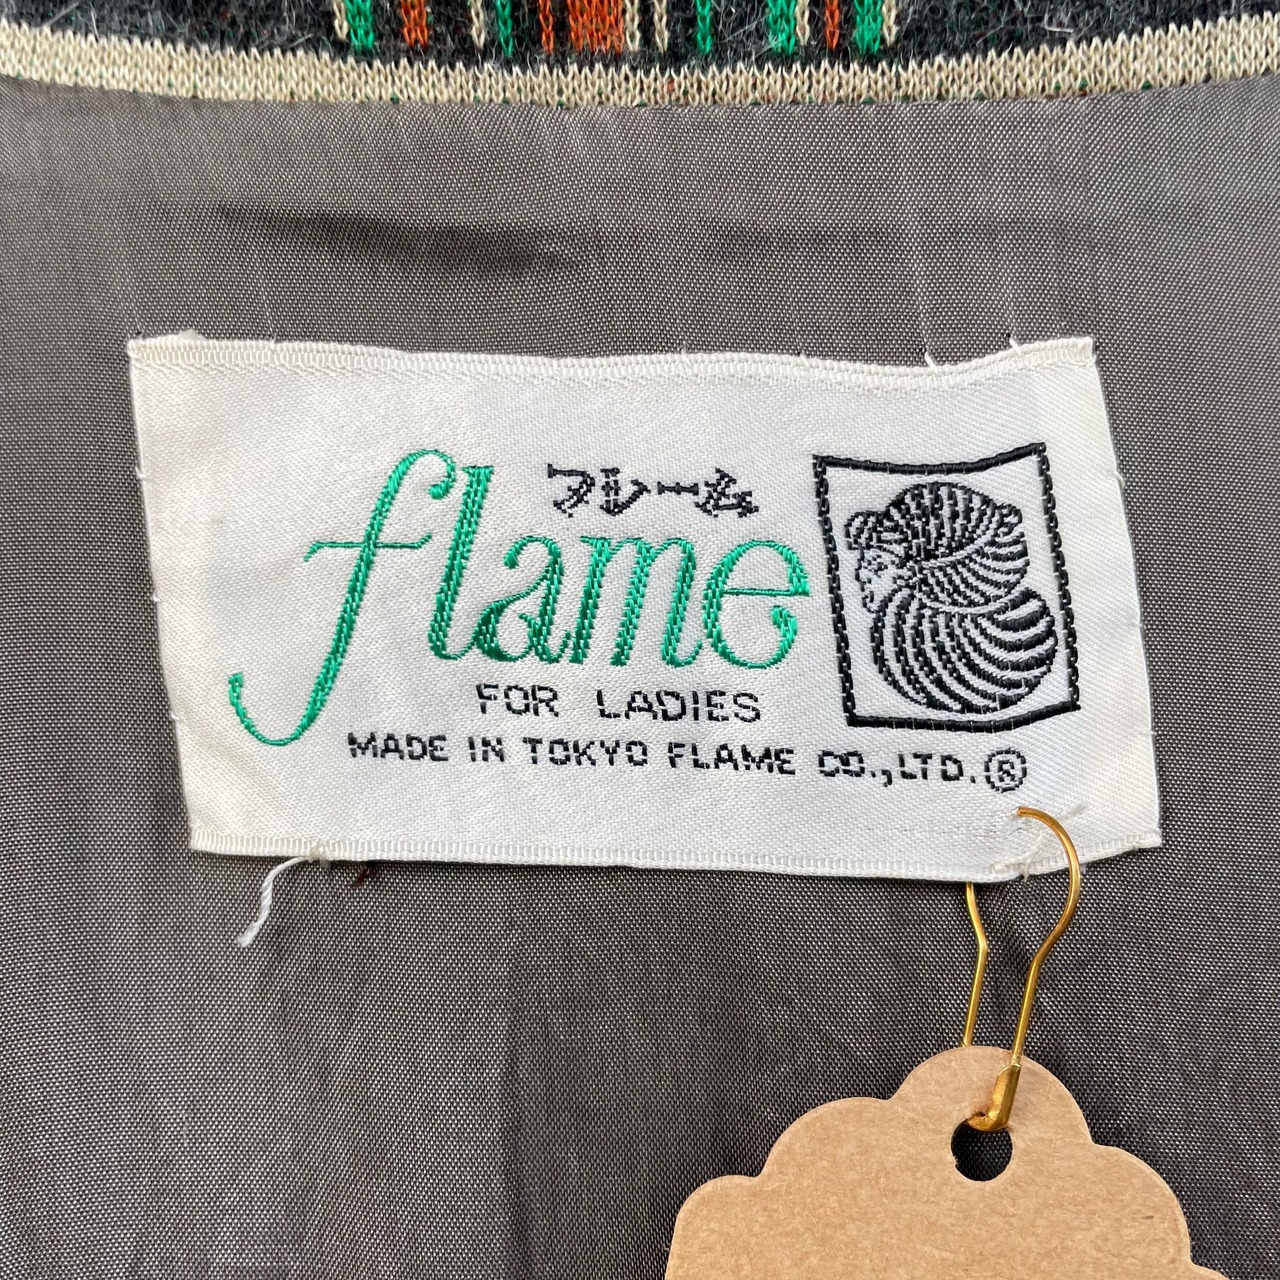 フレーム
flame
FOR LADIES
MADE IN TOKYO FLAME CO.,LTD.®